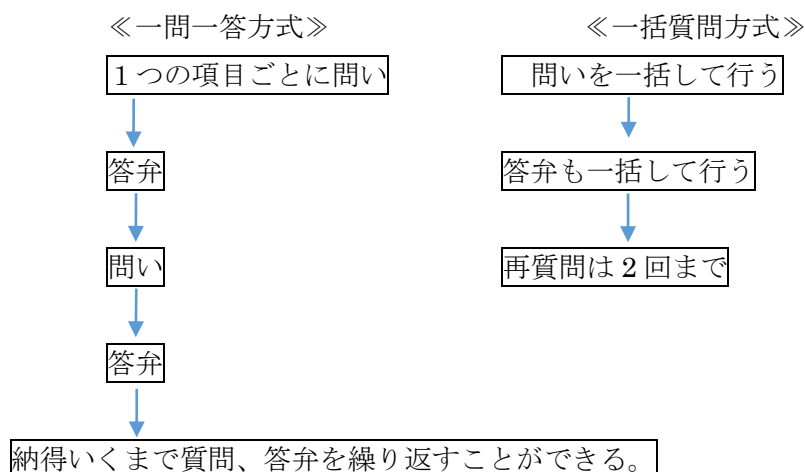 ≪一問一答方式≫
１つの項目ごとに問い
答弁
問い
答弁
納得いくまで質問、答弁を繰り返すことができる。
≪一括質問方式≫
問いを一括して行う
答弁も一括して行う
再質問は２回まで